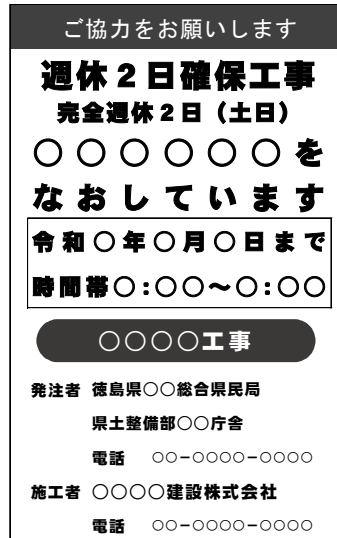 ご協力をお願いします
週休２日確保工事
完全週休２日（土日）
○○○○○○○を
なおしています
令和○年○月○日まで
時間帯○:○○～○:○○
○○○○工事
発注者 徳島県○○総合県民局
県土整備部○○庁舎
電話 ○○－○○○○－○○○○
施工者 ○○○○建設株式会社
電話 ○○－○○○○－○○○○